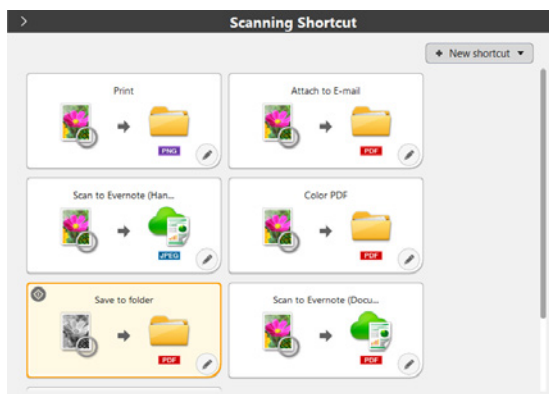 Scanning Shortcut
+ New shortcut
Print
Attach to E-mail
PNG
PDF
Scan to Evernote (Han...
Color PDF
JPEG
PDF
Save to folder
Scan to Evernote (Docu...
PDF
PDF